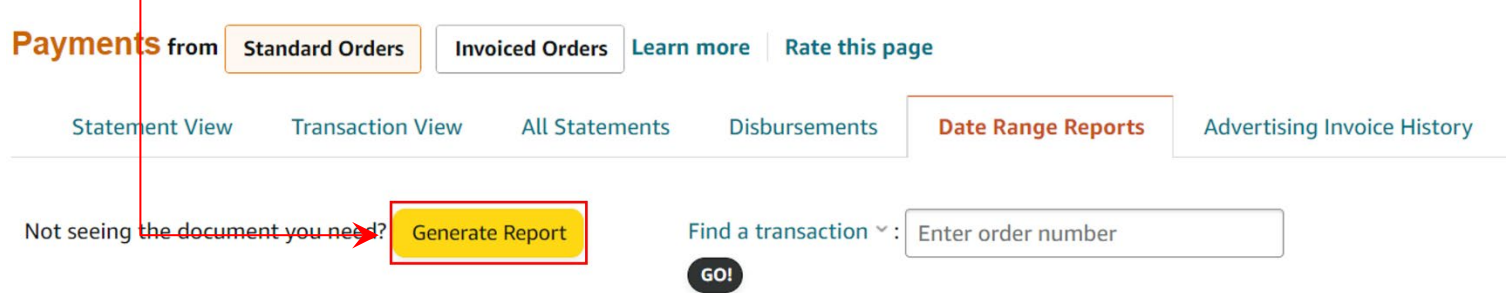 Payments from Standard Orders Invoiced Orders Learn more Rate this page
Statement View Transaction View All Statements Disbursements Date Range Reports Advertising Invoice History
Not seeing the document you need? Generate Report Find a transaction : Enter order number
GO!